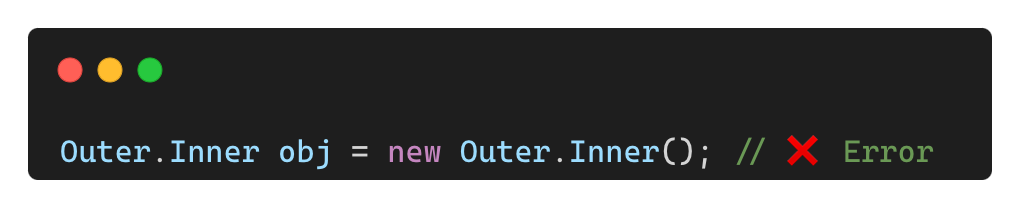 Outer.Inner obj = new Outer.Inner(); // ❌ Error